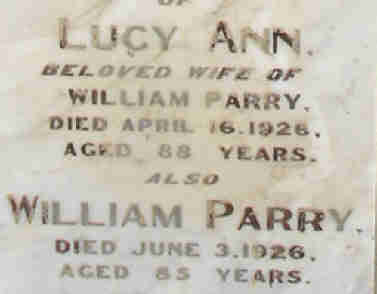 OF
LUCY ANN.
BELOVED WIFE OF
WILLIAM PARRY.
DIED APRIL 16.1926.
AGED 88 YEARS.
ALSO
WILLIAM PARRY.
DIED JUNE 3.1926.
AGED 85 YEARS.